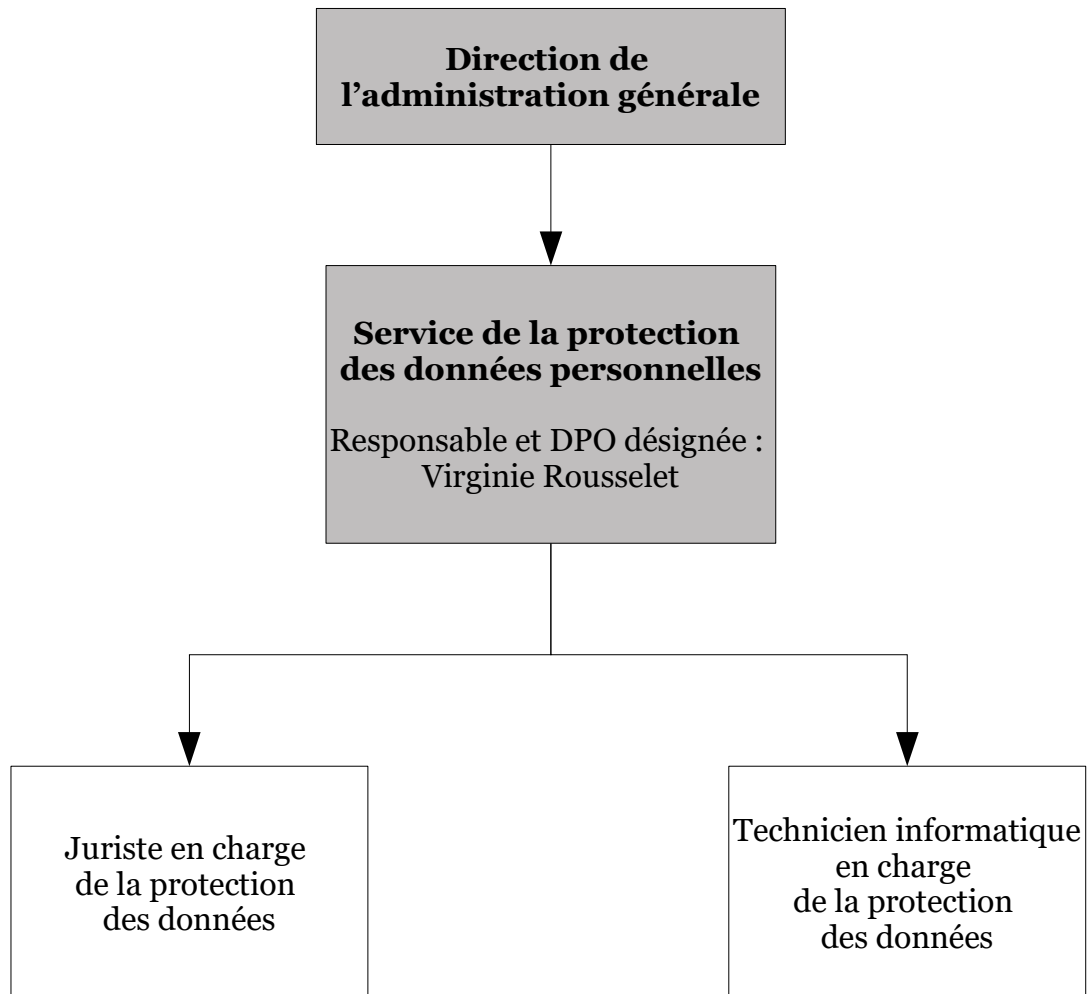 Direction de
l’administration générale
Service de la protection
des données personnelles
Responsable et DPO désignée :
Virginie Rousselet
Juriste en charge
de la protection
des données
Technicien informatique
en charge
de la protection
des données